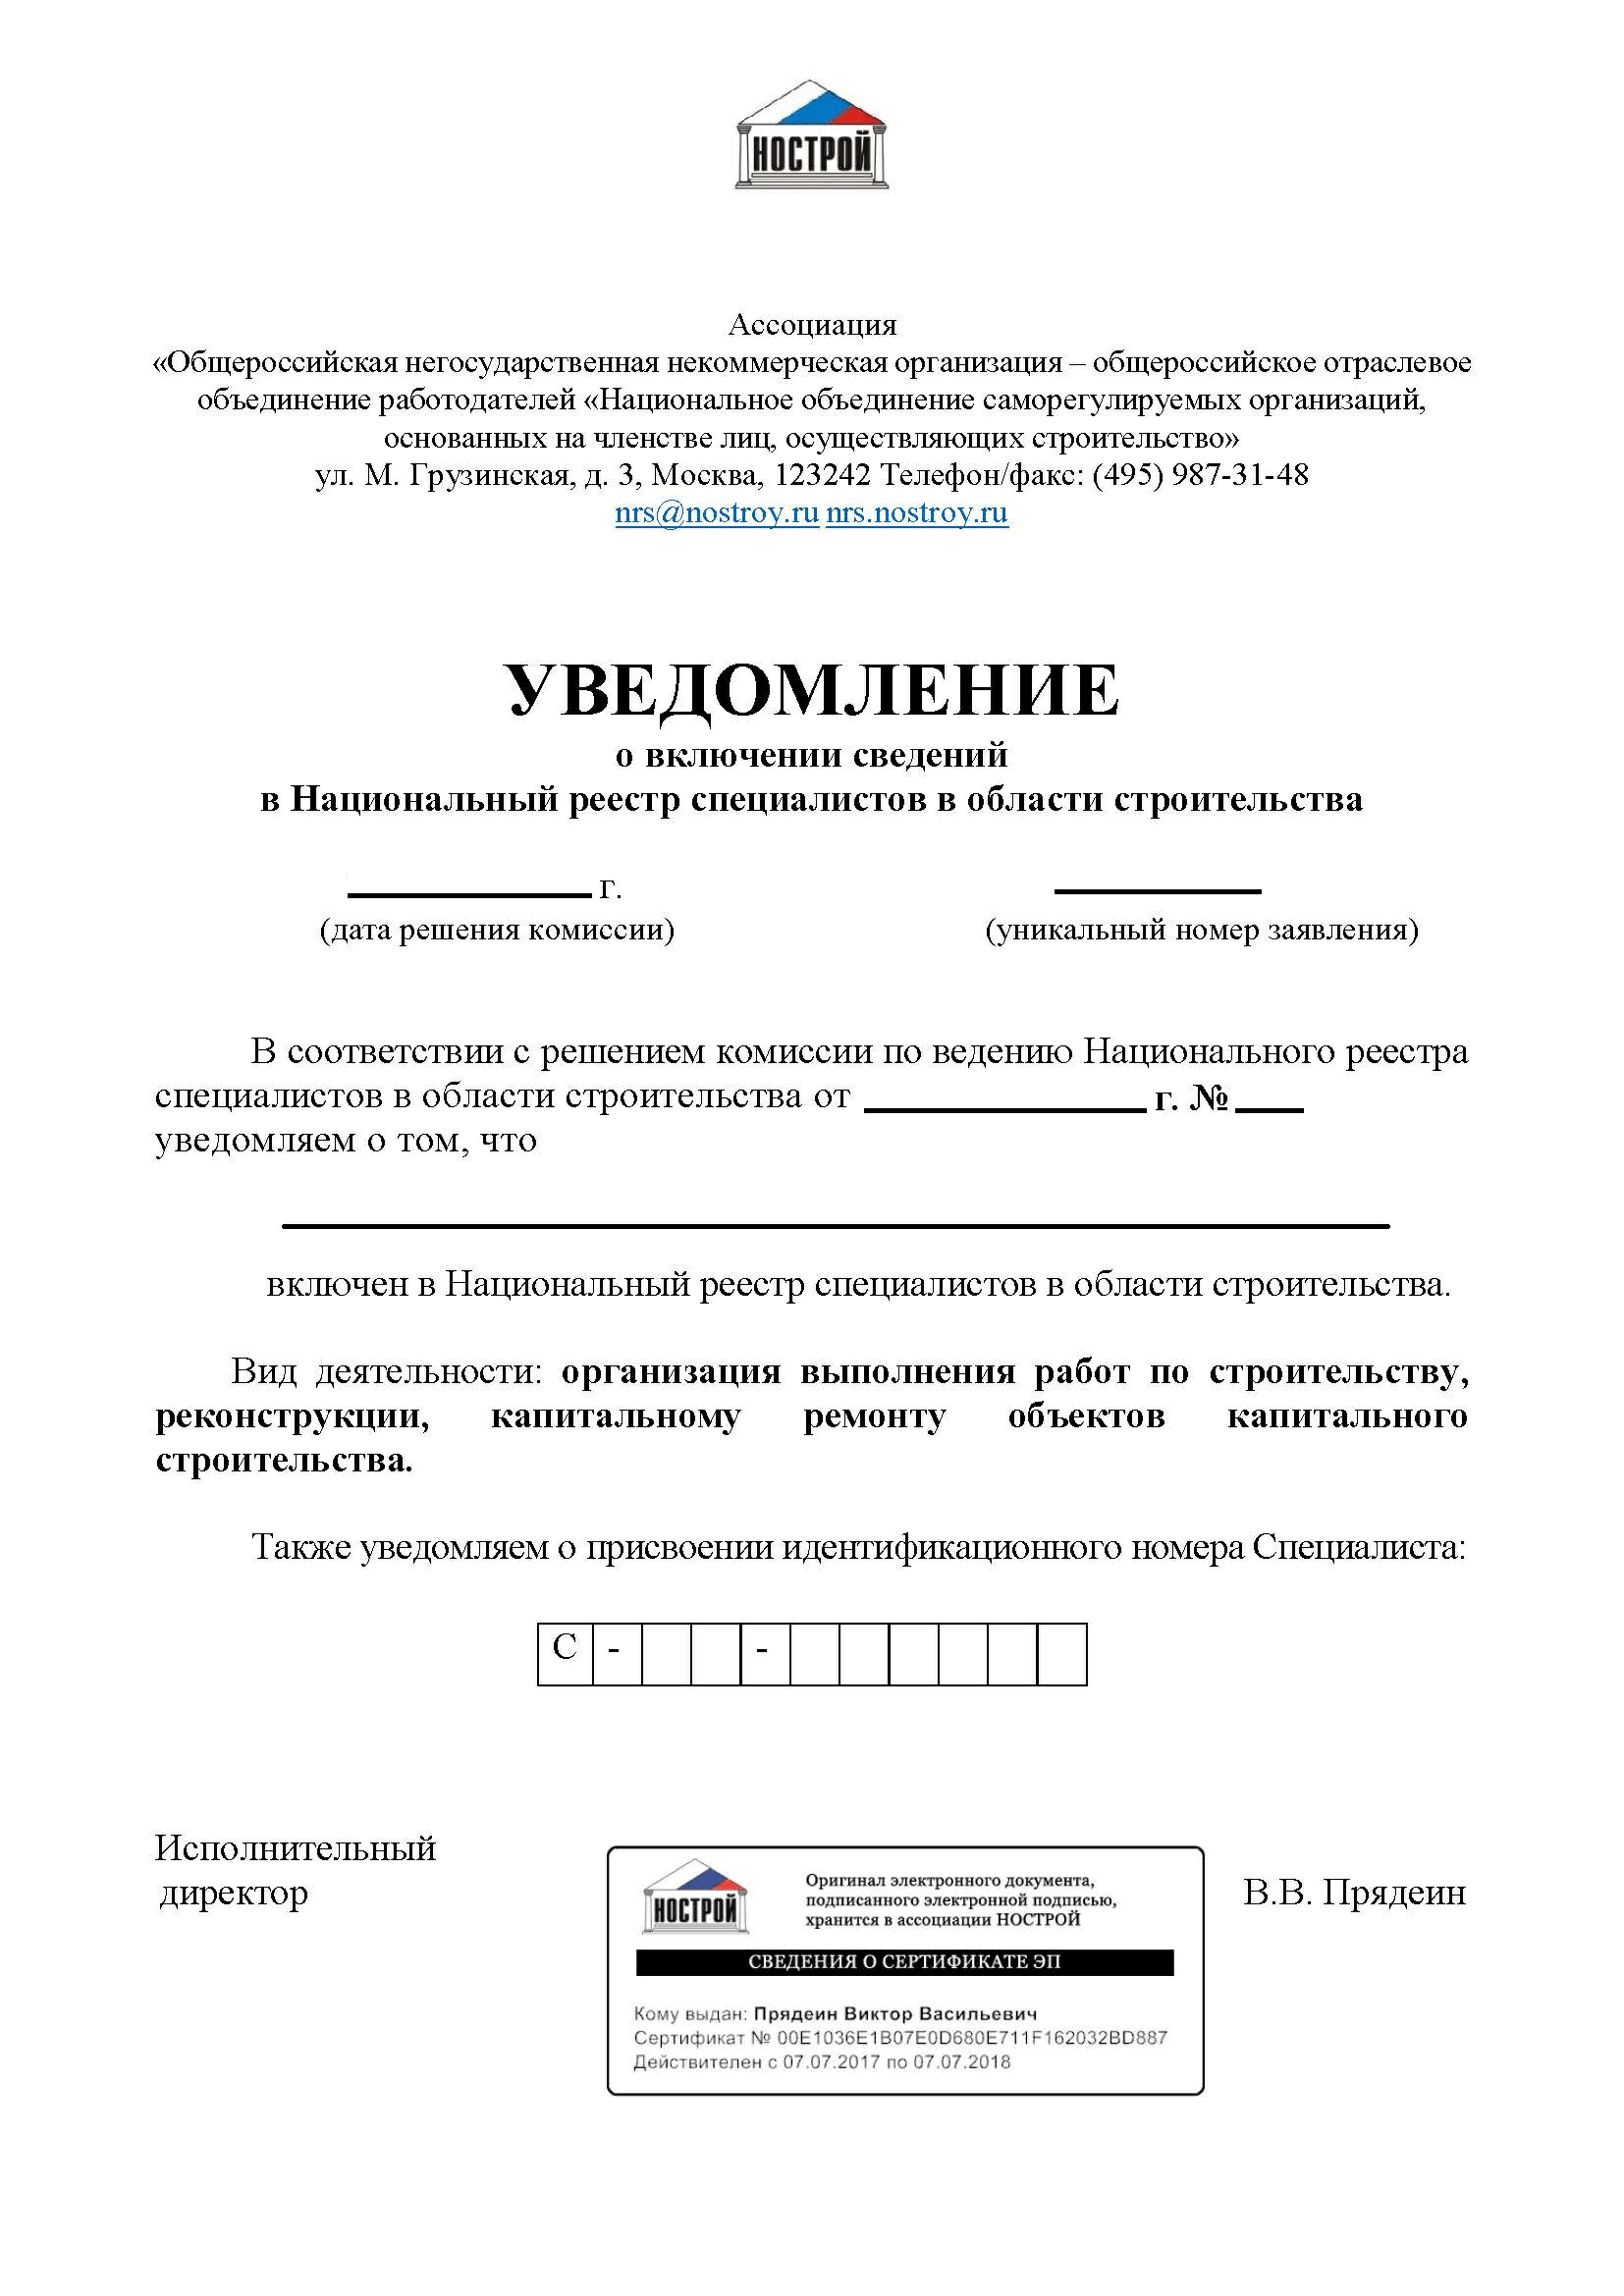 НОСТРОЙ
Ассоциация
«Общероссийская негосударственная некоммерческая организация – общероссийское отраслевое
объединение работодателей «Национальное объединение саморегулируемых организаций,
основанных на членстве лиц, осуществляющих строительство»
ул. М. Грузинская, д. 3, Москва, 123242 Телефон/факс: (495) 987-31-48
nrs@nostroy.ru nrs.nostroy.ru
УВЕДОМЛЕНИЕ
о включении сведений
в Национальный реестр специалистов в области строительства
г.
(дата решения комиссии) (уникальный номер заявления)
В соответствии с решением комиссии по ведению Национального реестра
специалистов в области строительства от г. №
уведомляем о том, что
включен в Национальный реестр специалистов в области строительства.
Вид деятельности: организация выполнения работ по строительству,
реконструкции, капитальному ремонту объектов капитального
строительства.
Также уведомляем о присвоении идентификационного номера Специалиста:
С - -
Исполнительный
директор
НОСТРОЙ
Оригинал электронного документа,
подписанного электронной подписью,
хранится в ассоциации НОСТРОЙ
СВЕДЕНИЯ О СЕРТИФИКАТЕ ЭП
Кому выдан: Прядеин Виктор Васильевич
Сертификат № 00E1036E1B07E0D680E711F162032BD887
Действителен с 07.07.2017 по 07.07.2018
В.В. Прядеин